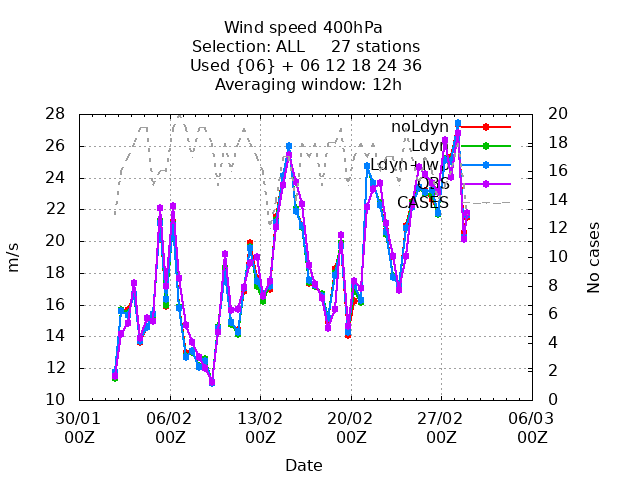 Wind speed 400hPa
Selection: ALL 27 stations
Used {06} + 06 12 18 24 36
Averaging window: 12h
28
26
24
22
20
18
16
14
12
10
m/s
20
18
16
14
12
10
8
6
4
2
0
No cases
noLdyn
Ldyn
Ldyn+lwp
OBS
CASES
30/01 06/02 13/02 20/02 27/02 06/03
00Z 00Z 00Z 00Z 00Z 00Z
Date